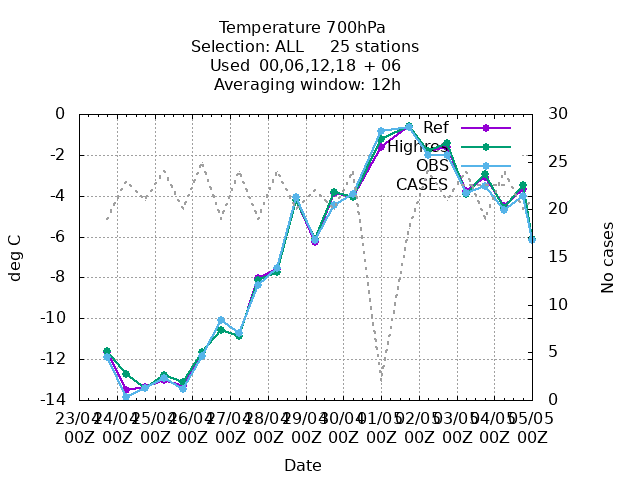 Temperature 700hPa
Selection: ALL 25 stations
Used 00,06,12,18 + 06
Averaging window: 12h
0 30
Ref
-2 25
Highres
OBS
CASES
-4 20
-6 15
-8 10
-10
-12 5
-14 0
deg C
No cases
23/04 24/04 25/04 26/04 27/04 28/04 29/04 30/04 01/05 02/05 03/05 04/05 05/05
00Z 00Z 00Z 00Z 00Z 00Z 00Z 00Z 00Z 00Z 00Z 00Z 00Z
Date